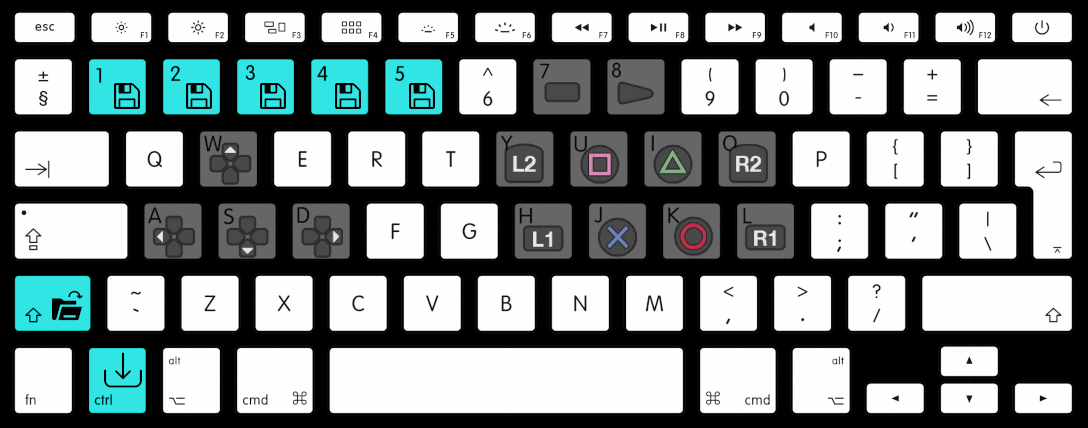 esc F1 F2 F3 F4 F5 F6 F7 F8 F9 F10 F11 F12
± 1 2 3 4 5 ^ 7 8 ( ) – +
§ 6 9 0 - =
Q W E R T Y L2 U I O R2 P { }
[ ]
A S D F G H L1 J K L R1 : " |
; ' \
~ Z X C V B N M < > ?
` , . /
alt alt
fn ctrl cmd ⌘ ⌘ cmd